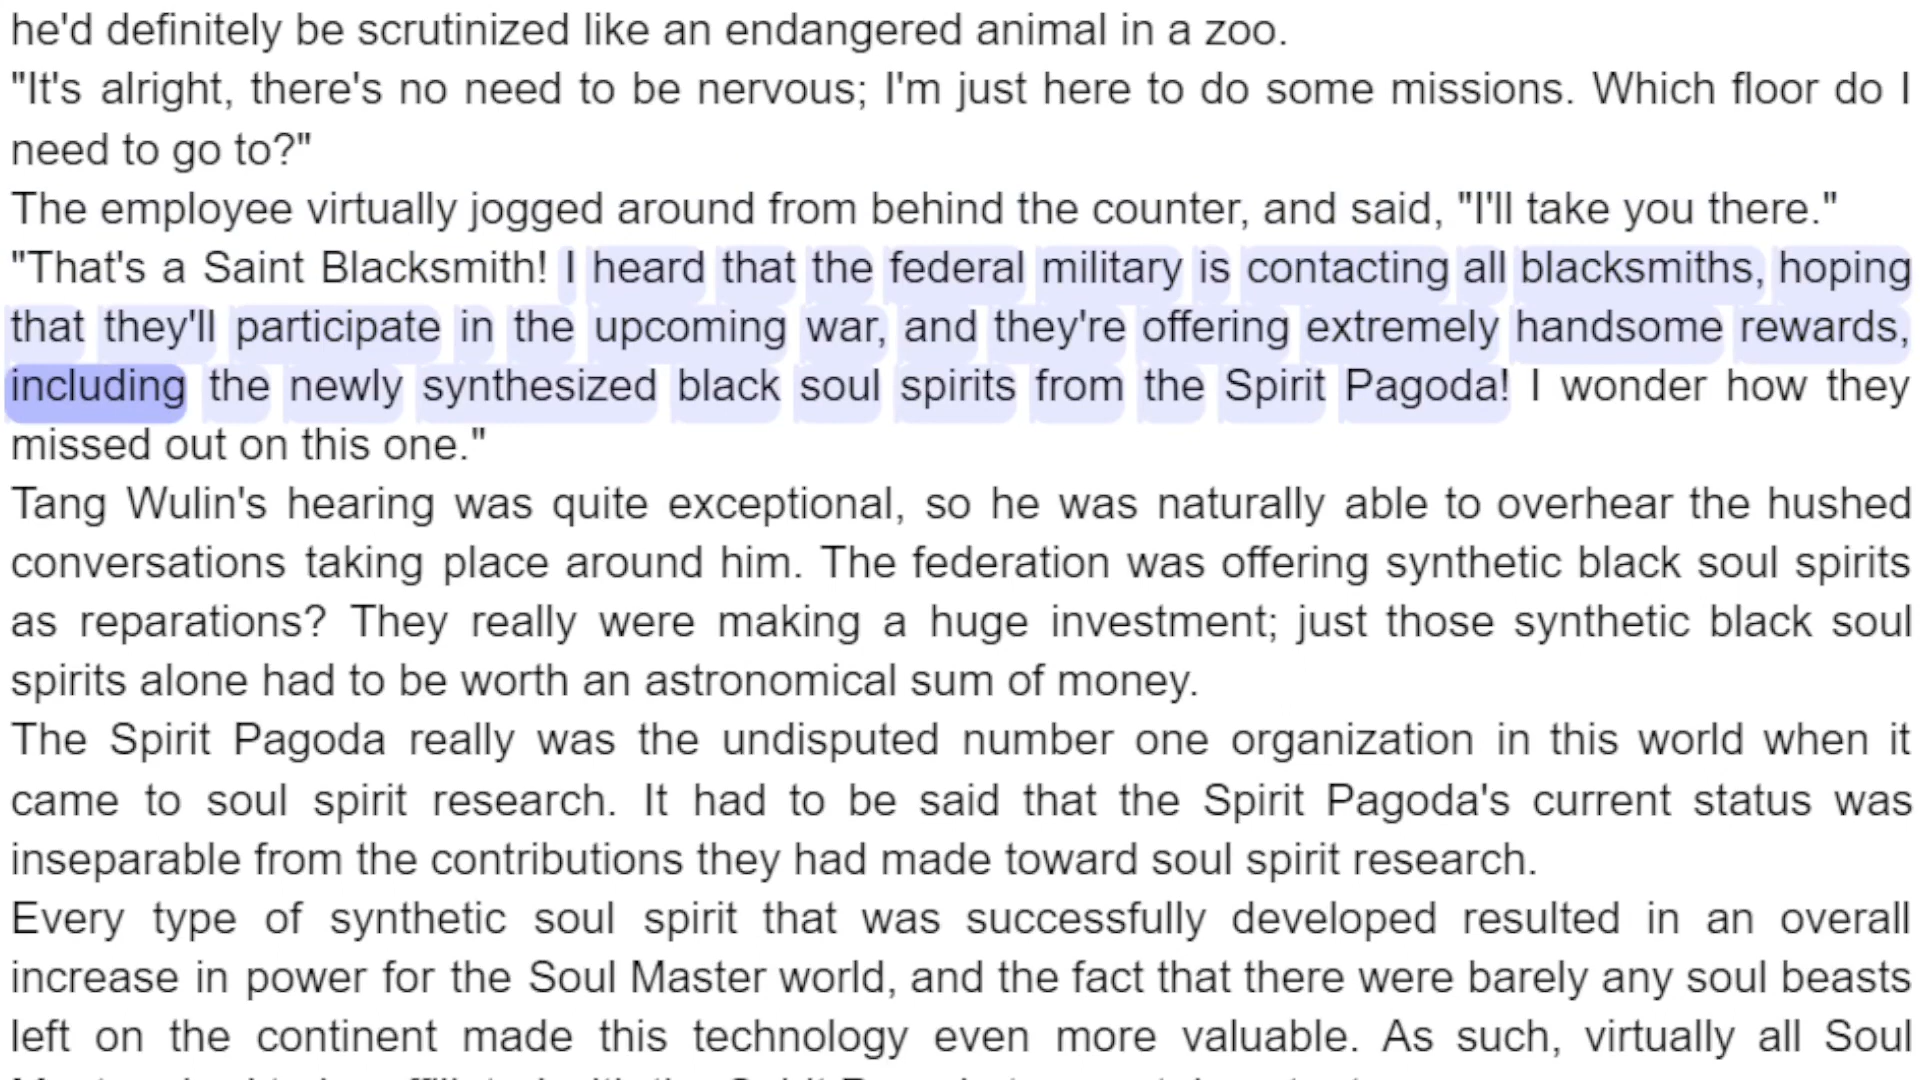 he'd definitely be scrutinized like an endangered animal in a zoo.
"It's alright, there's no need to be nervous; I'm just here to do some missions. Which floor do I
need to go to?"
The employee virtually jogged around from behind the counter, and said, "I'll take you there."
"That's a Saint Blacksmith! I heard that the federal military is contacting all blacksmiths, hoping
that they'll participate in the upcoming war, and they're offering extremely handsome rewards,
including the newly synthesized black soul spirits from the Spirit Pagoda! I wonder how they
missed out on this one."
Tang Wulin's hearing was quite exceptional, so he was naturally able to overhear the hushed
conversations taking place around him. The federation was offering synthetic black soul spirits
as reparations? They really were making a huge investment; just those synthetic black soul
spirits alone had to be worth an astronomical sum of money.
The Spirit Pagoda really was the undisputed number one organization in this world when it
came to soul spirit research. It had to be said that the Spirit Pagoda's current status was
inseparable from the contributions they had made toward soul spirit research.
Every type of synthetic soul spirit that was successfully developed resulted in an overall
increase in power for the Soul Master world, and the fact that there were barely any soul beasts
left on the continent made this technology even more valuable. As such, virtually all Soul